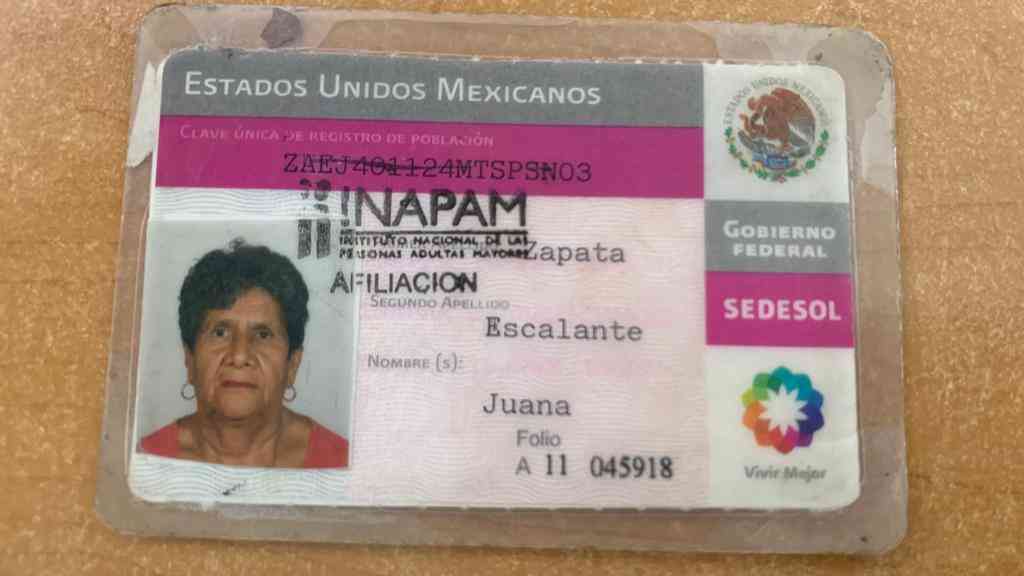 ESTADOS UNIDOS MEXICANOS
CLAVE ÚNICA DE REGISTRO DE POBLACIÓN
ZAEJ401124MTSPSN03
INAPAM
INSTITUTO NACIONAL DE LAS
PERSONAS ADULTAS MAYORES
Zapata
AFILIACION
SEGUNDO APELLIDO
Escalante
NOMBRE (S):
Juana
Folio
A 11 045918
ESTADOS UNIDOS MEXICANOS
GOBIERNO
FEDERAL
SEDESOL
Vivir Mejor